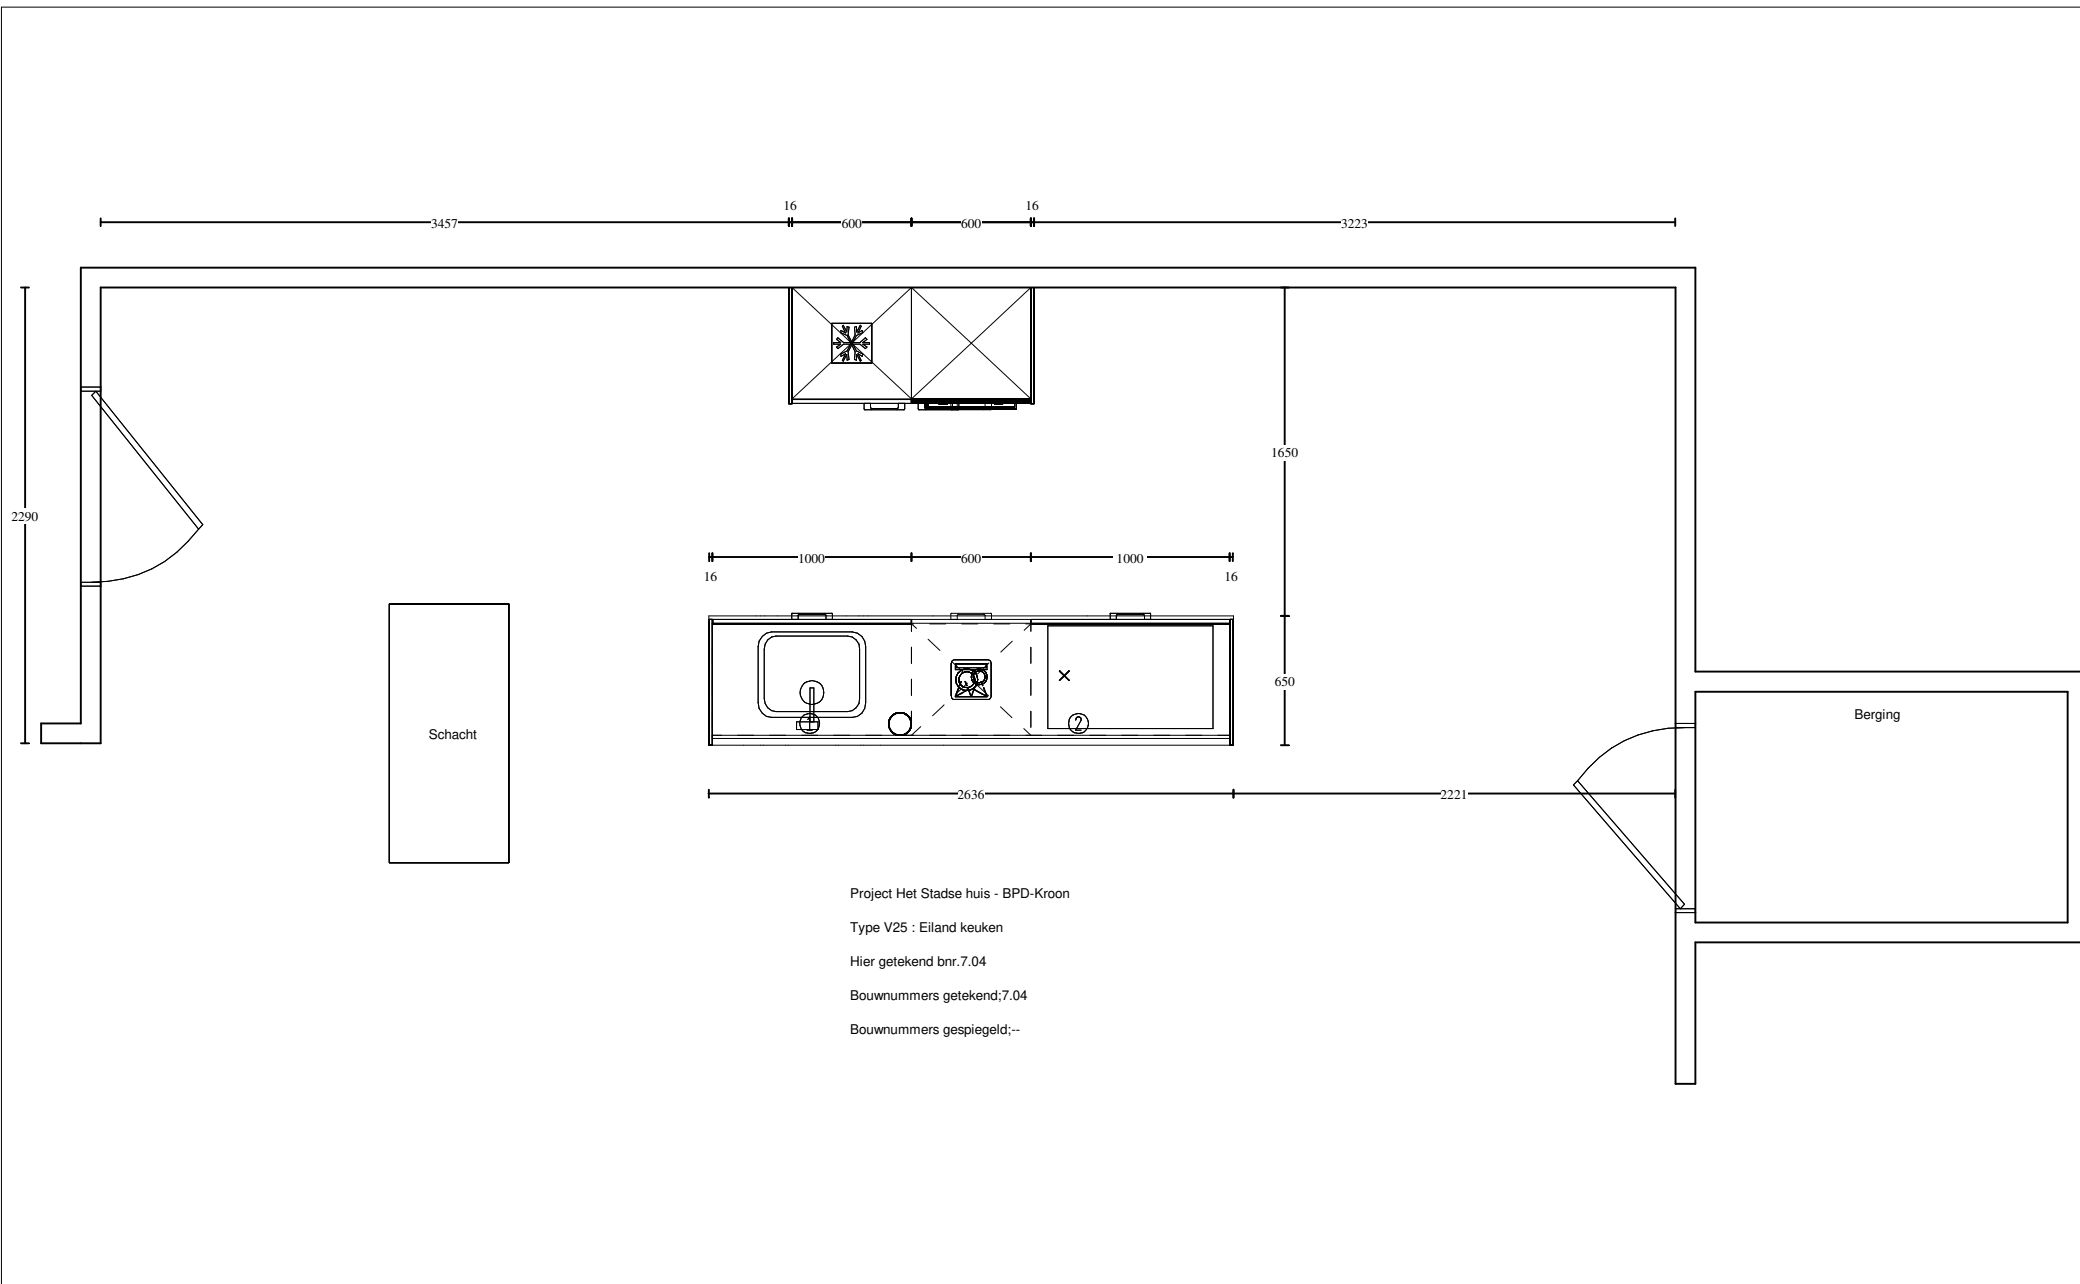 16 16
3457 600 600 3223
1650
2290
1000 600 1000
16 16
650
Berging
Schacht
1
2
2636 2221
Project Het Stadse huis - BPD-Kroon
Type V25 : Eiland keuken
Hier getekend bnr.7.04
Bouwnummers getekend;7.04
Bouwnummers gespiegeld;--